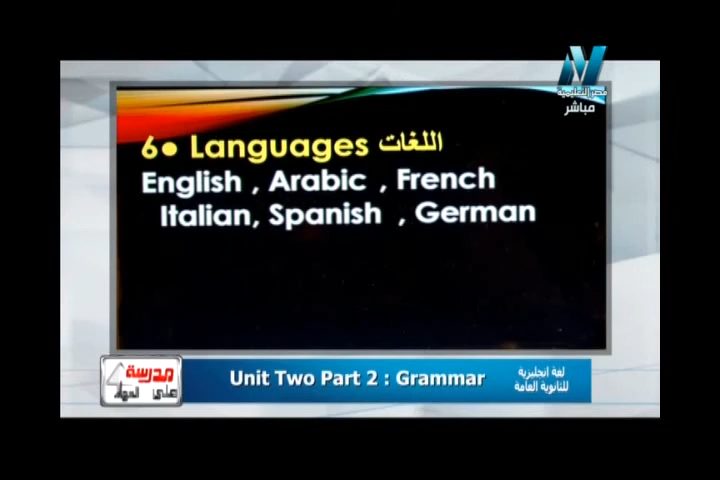 مصر التعليمية
مباشر
6• Languages اللغات
English , Arabic , French
Italian, Spanish , German
مدرسة
على الهواء
Unit Two Part 2 : Grammar
لغة انجليزية
للثانوية العامة